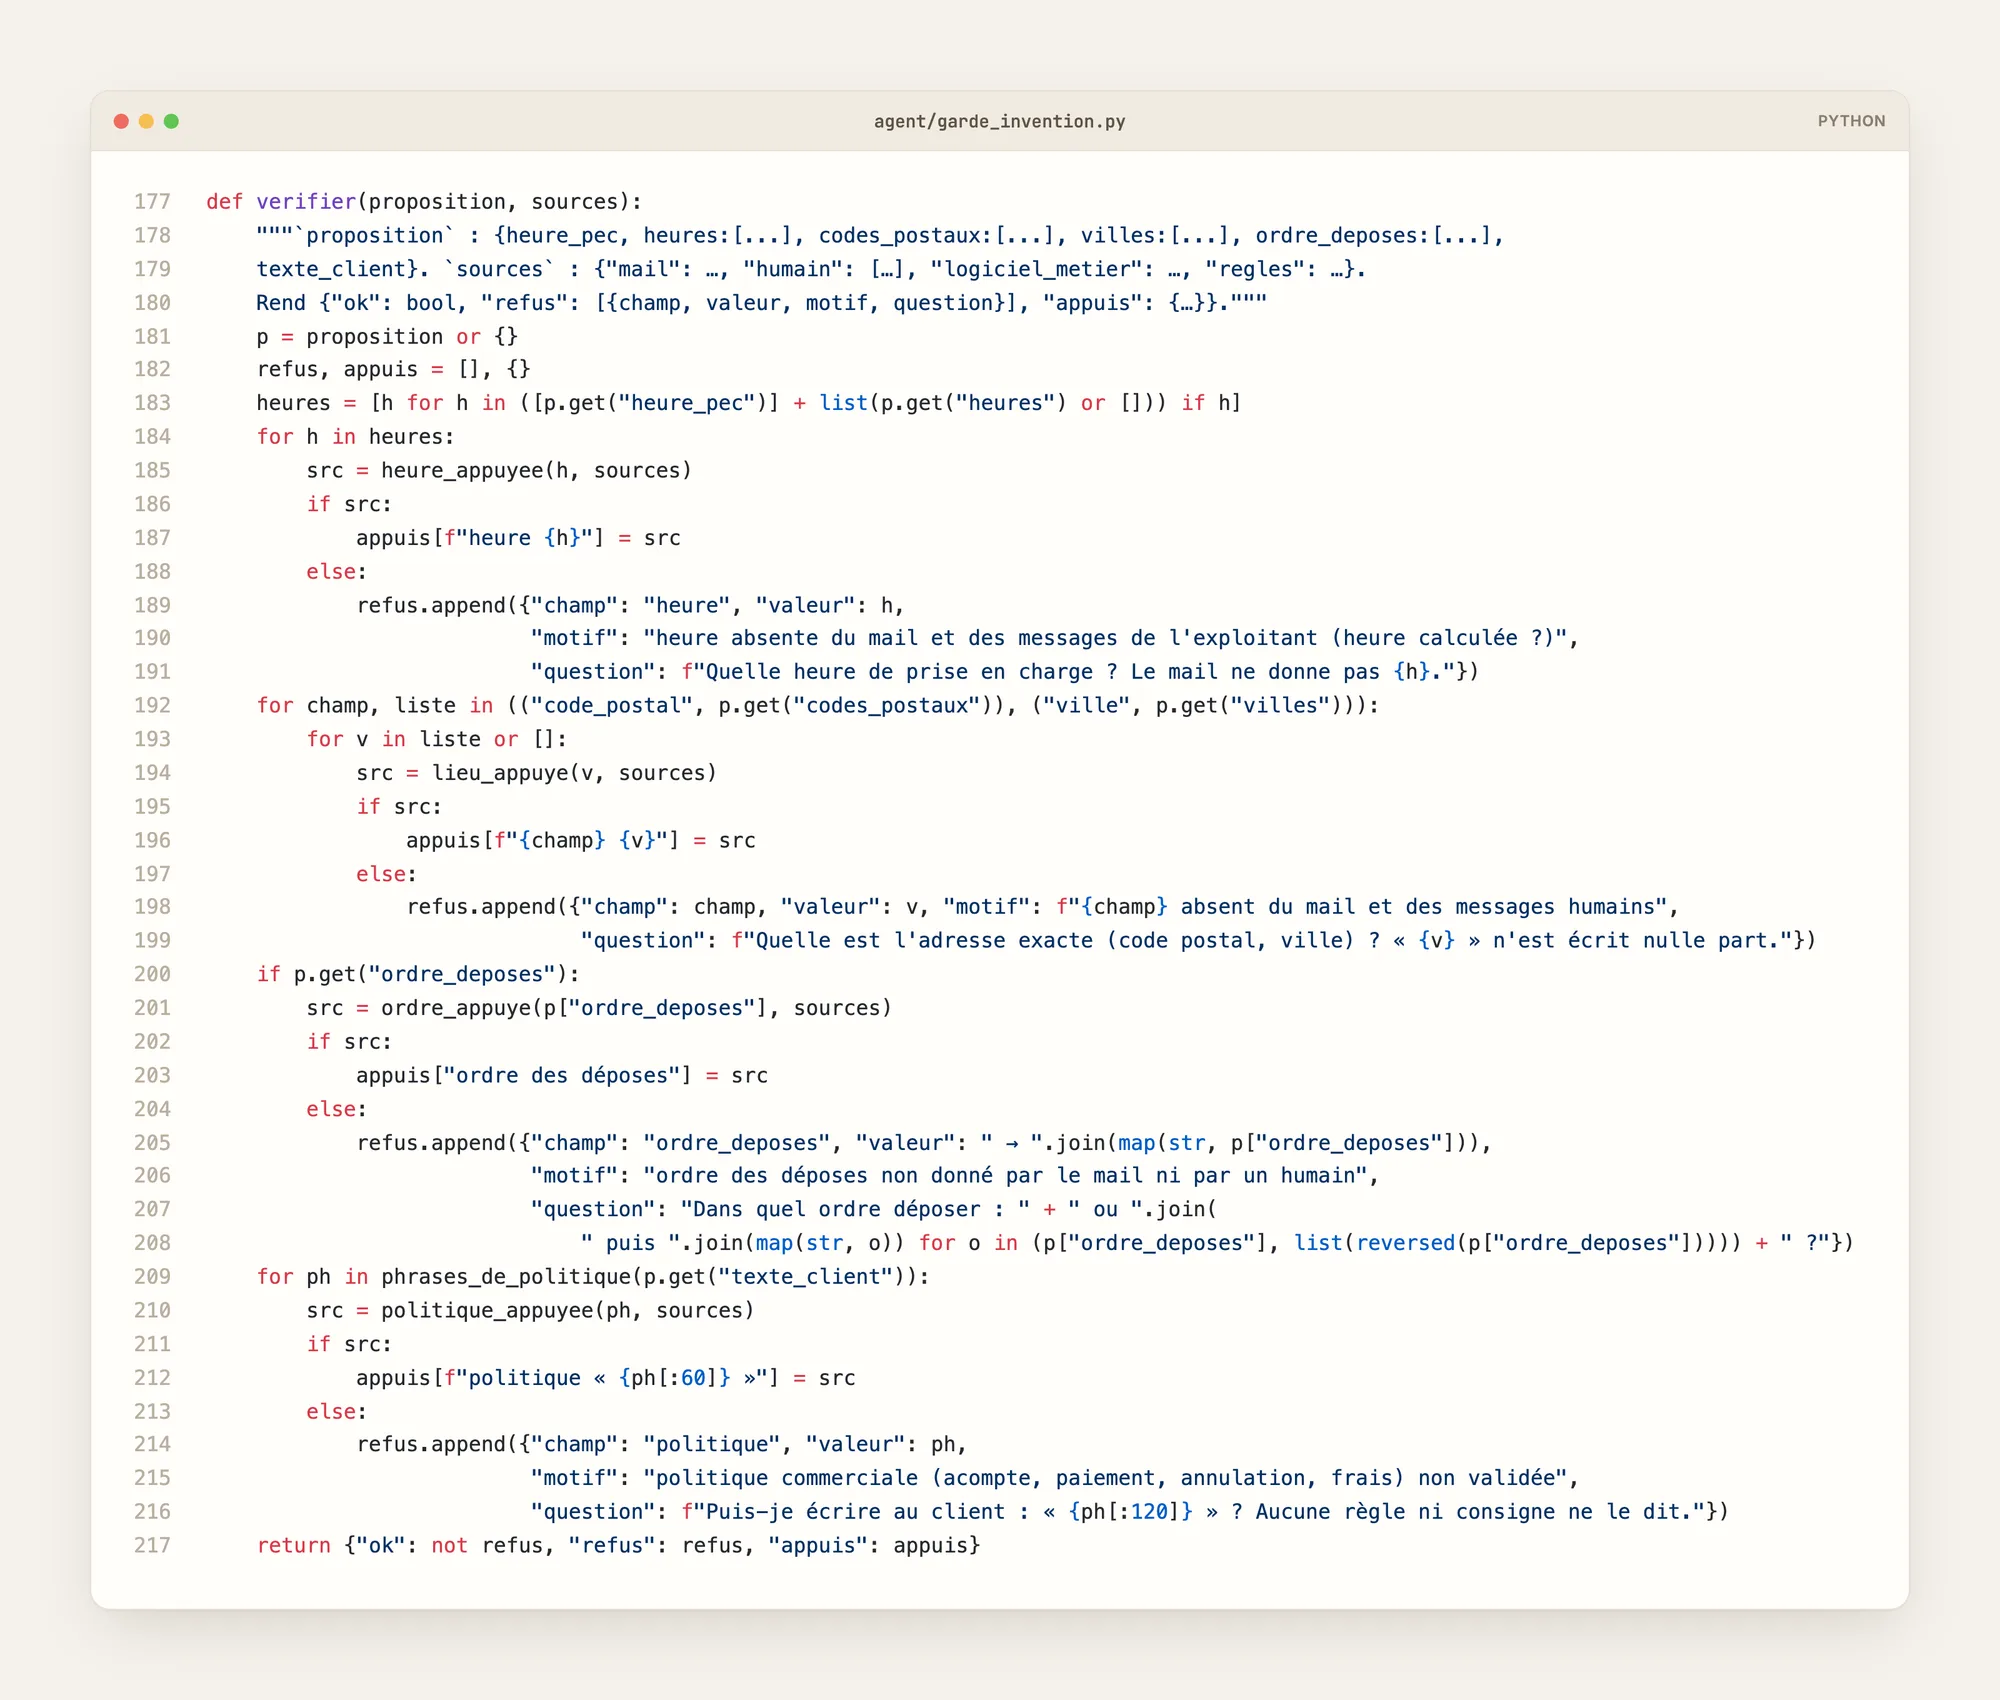 agent/garde_invention.py
PYTHON
177 def verifier(proposition, sources):
178     """`proposition` : {heure_pec, heures:[...], codes_postaux:[...], villes:[...], ordre_deposes:[...],
179     texte_client}. `sources` : {"mail": …, "humain": […], "logiciel_metier": …, "regles": …}.
180     Rend {"ok": bool, "refus": [{champ, valeur, motif, question}], "appuis": {…}}."""
181     p = proposition or {}
182     refus, appuis = [], {}
183     heures = [h for h in ([p.get("heure_pec")] + list(p.get("heures") or [])) if h]
184     for h in heures:
185         src = heure_appuyee(h, sources)
186         if src:
187             appuis[f"heure {h}"] = src
188         else:
189             refus.append({"champ": "heure", "valeur": h,
190                           "motif": "heure absente du mail et des messages de l'exploitant (heure calculée ?)",
191                           "question": f"Quelle heure de prise en charge ? Le mail ne donne pas {h}."})
192     for champ, liste in (("code_postal", p.get("codes_postaux")), ("ville", p.get("villes"))):
193         for v in liste or []:
194             src = lieu_appuye(v, sources)
195             if src:
196                 appuis[f"{champ} {v}"] = src
197             else:
198                 refus.append({"champ": champ, "valeur": v, "motif": f"{champ} absent du mail et des messages humains",
199                               "question": f"Quelle est l'adresse exacte (code postal, ville) ? « {v} » n'est écrit nulle part."})
200     if p.get("ordre_deposes"):
201         src = ordre_appuye(p["ordre_deposes"], sources)
202         if src:
203             appuis["ordre des déposes"] = src
204         else:
205             refus.append({"champ": "ordre_deposes", "valeur": " → ".join(map(str, p["ordre_deposes"])),
206                           "motif": "ordre des déposes non donné par le mail ni par un humain",
207                           "question": "Dans quel ordre déposer : " + " ou ".join(
208                               " puis ".join(map(str, o)) for o in (p["ordre_deposes"], list(reversed(p["ordre_deposes"])))) + " ?"})
209     for ph in phrases_de_politique(p.get("texte_client")):
210         src = politique_appuyee(ph, sources)
211         if src:
212             appuis[f"politique « {ph[:60]} »"] = src
213         else:
214             refus.append({"champ": "politique", "valeur": ph,
215                           "motif": "politique commerciale (acompte, paiement, annulation, frais) non validée",
216                           "question": f"Puis-je écrire au client : « {ph[:120]} » ? Aucune règle ni consigne ne le dit."})
217     return {"ok": not refus, "refus": refus, "appuis": appuis}